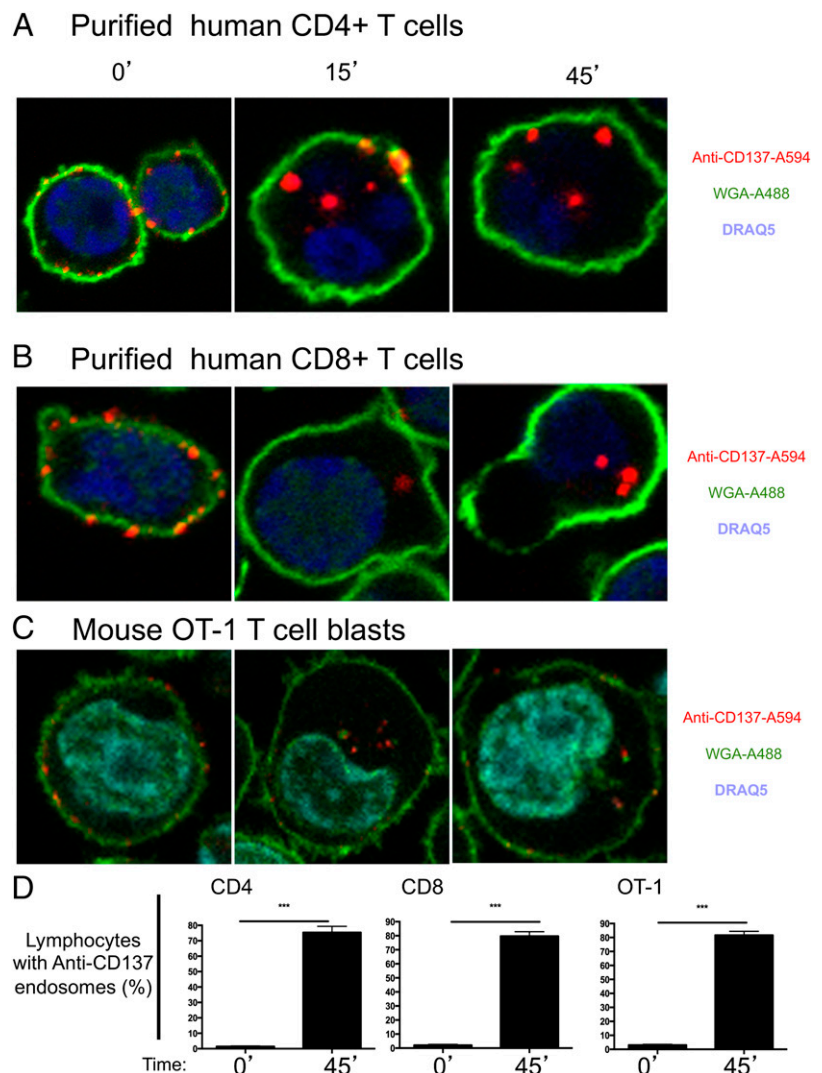 A Purified human CD4+ T cells
0’ 15’ 45’
Anti-CD137-A594
WGA-A488
DRAQ5
B Purified human CD8+ T cells
Anti-CD137-A594
WGA-A488
DRAQ5
C Mouse OT-1 T cell blasts
Anti-CD137-A594
WGA-A488
DRAQ5
D CD4 CD8 OT-1
Lymphocytes
with Anti-CD137
endosomes (%)
***
80
70
60
50
40
30
20
10
0
***
90
80
70
60
50
40
30
20
10
0
***
90
80
70
60
50
40
30
20
10
0
Time: 0’ 45’ 0’ 45’ 0’ 45’